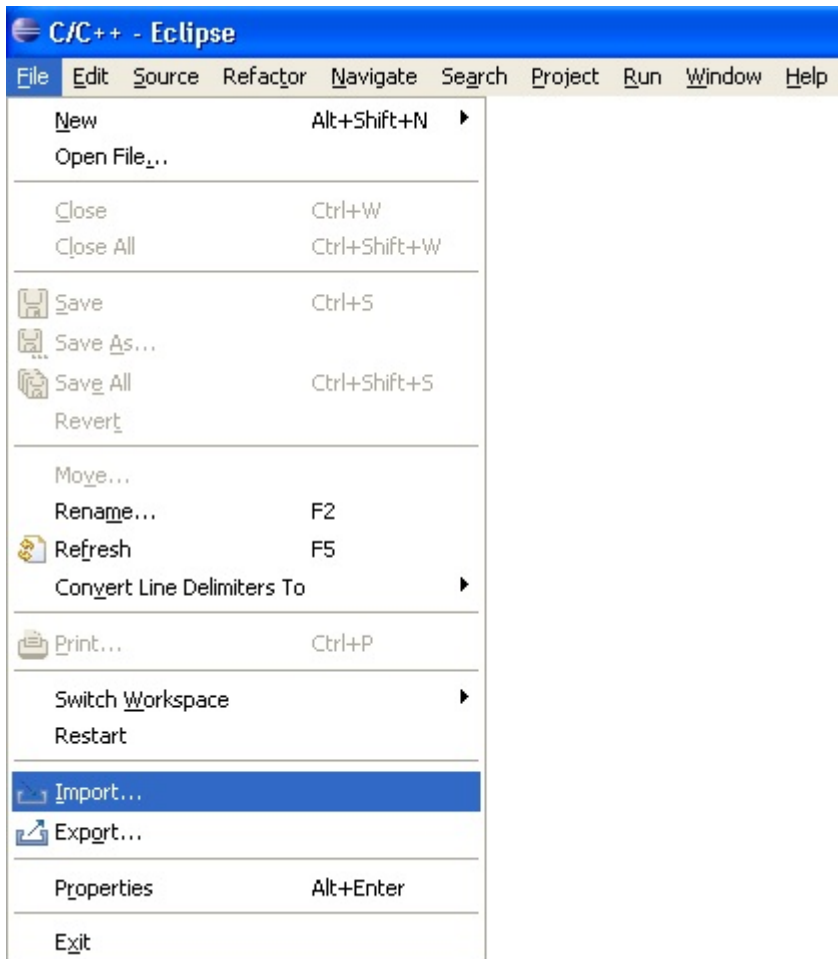 C/C++ - Eclipse
File Edit Source Refactor Navigate Search Project Run Window Help
New Alt+Shift+N
Open File...
Close Ctrl+W
Close All Ctrl+Shift+W
Save Ctrl+S
Save As...
Save All Ctrl+Shift+S
Revert
Move...
Rename... F2
Refresh F5
Convert Line Delimiters To
Print... Ctrl+P
Switch Workspace
Restart
Import...
Export...
Properties Alt+Enter
Exit